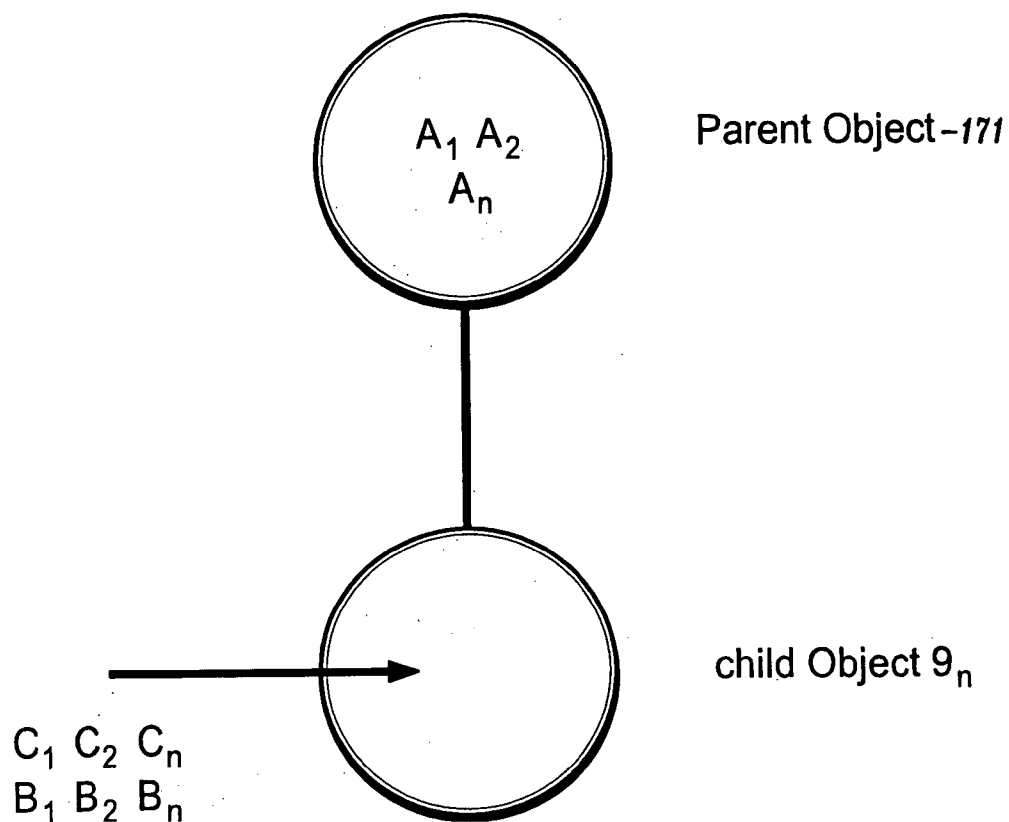 A₁ A₂
Aₙ
Parent Object-171
child Object 9ₙ
C₁ C₂ Cₙ
B₁ B₂ Bₙ